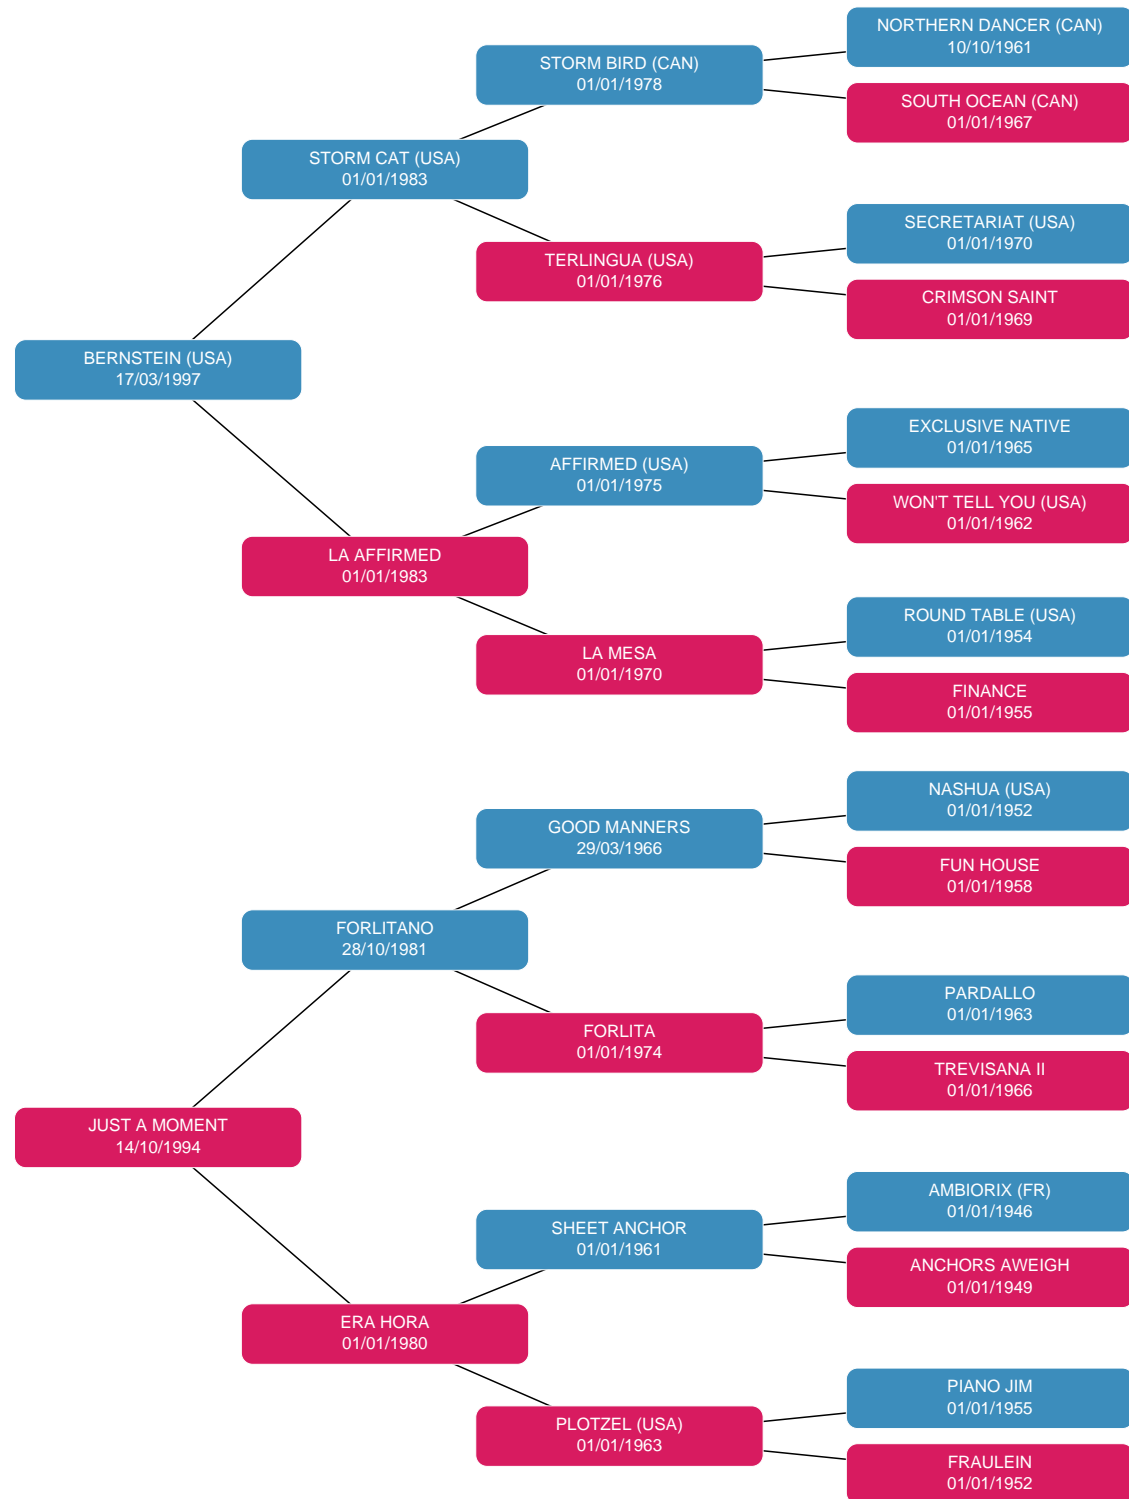 NORTHERN DANCER (CAN)
10/10/1961
STORM BIRD (CAN)
01/01/1978
SOUTH OCEAN (CAN)
01/01/1967
STORM CAT (USA)
01/01/1983
SECRETARIAT (USA)
01/01/1970
TERLINGUA (USA)
01/01/1976
CRIMSON SAINT
01/01/1969
BERNSTEIN (USA)
17/03/1997
EXCLUSIVE NATIVE
01/01/1965
AFFIRMED (USA)
01/01/1975
WON'T TELL YOU (USA)
01/01/1962
LA AFFIRMED
01/01/1983
ROUND TABLE (USA)
01/01/1954
LA MESA
01/01/1970
FINANCE
01/01/1955
NASHUA (USA)
01/01/1952
GOOD MANNERS
29/03/1966
FUN HOUSE
01/01/1958
FORLITANO
28/10/1981
PARDALLO
01/01/1963
FORLITA
01/01/1974
TREVISANA II
01/01/1966
JUST A MOMENT
14/10/1994
AMBIORIX (FR)
01/01/1946
SHEET ANCHOR
01/01/1961
ANCHORS AWEIGH
01/01/1949
ERA HORA
01/01/1980
PIANO JIM
01/01/1955
PLOTZEL (USA)
01/01/1963
FRAULEIN
01/01/1952